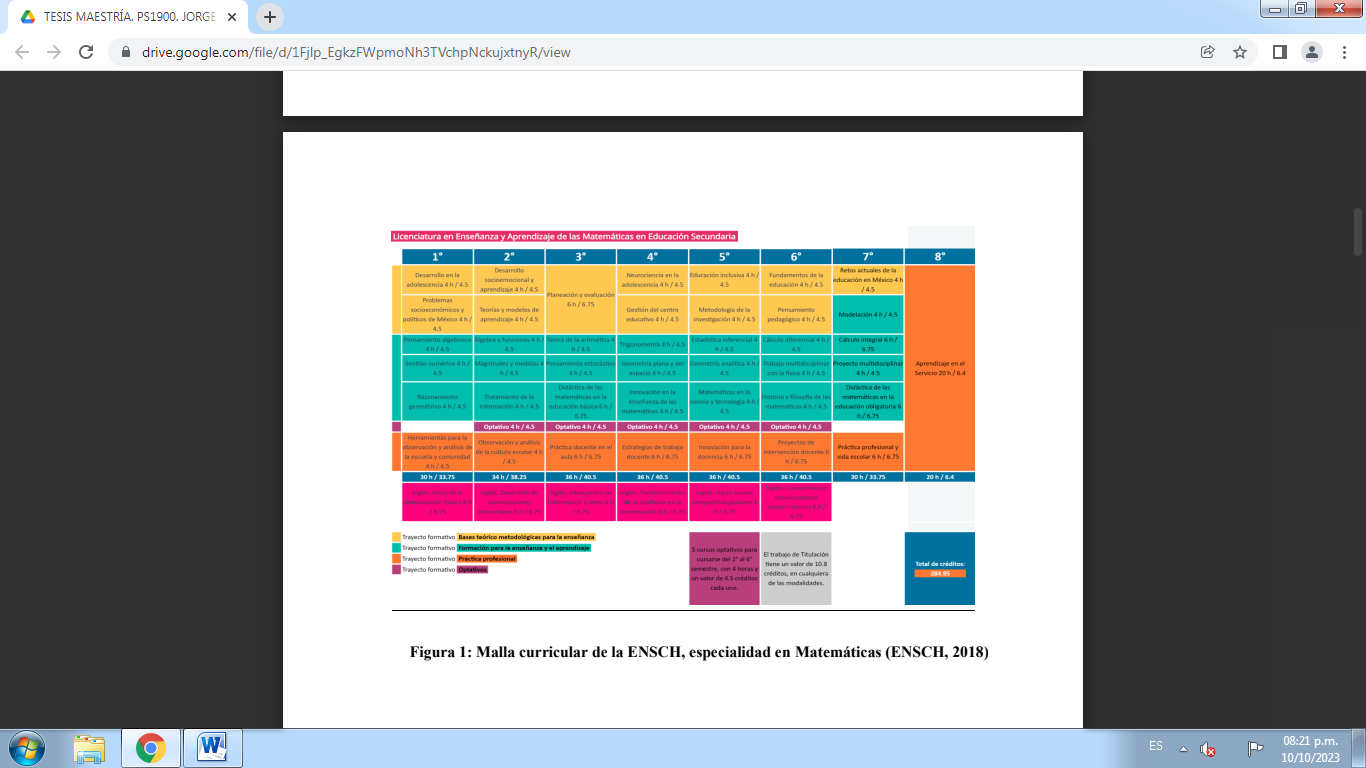 TESIS MAESTRÍA. PS1900. JORGE
drive.google.com/file/d/1FjIp_EgkzFWpmoNh3TVchpNckujxtnyR/view
Licenciatura en Enseñanza y Aprendizaje de las Matemáticas en Educación Secundaria
1° 2° 3° 4° 5° 6° 7° 8°
Desarrollo en la
adolescencia 4 h / 4.5
Desarrollo
socioemocional y
aprendizaje 4 h / 4.5
Planeación y evaluación
6 h / 6.75
Neurociencia en la
adolescencia 4 h / 4.5
Educación inclusiva 4 h /
4.5
Fundamentos de la
educación 4 h / 4.5
Retos actuales de la
educación en México 4 h
/ 4.5
Problemas
socioeconómicos y
políticos de México 4 h /
4.5
Teorías y modelos de
aprendizaje 4 h / 4.5
Gestión del centro
educativo 4 h / 4.5
Metodología de la
investigación 4 h / 4.5
Pensamiento
pedagógico 4 h / 4.5
Modelación 4 h / 4.5
Pensamiento algebraico
4 h / 4.5
Álgebra y funciones 4 h /
4.5
Teoría de la aritmética 4
h / 4.5
Trigonometría 4 h / 4.5
Estadística inferencial 4
h / 4.5
Cálculo diferencial 4 h /
4.5
Cálculo integral 6 h /
6.75
Sentido numérico 4 h /
4.5
Magnitudes y medidas 4
h / 4.5
Pensamiento estocástico
4 h / 4.5
Geometría plana y del
espacio 4 h / 4.5
Geometría analítica 4 h /
4.5
Trabajo multidisciplinar
con la física 4 h / 4.5
Proyecto multidisciplinar
4 h / 4.5
Aprendizaje en el
Servicio 20 h / 6.4
Razonamiento
geométrico 4 h / 4.5
Tratamiento de la
información 4 h / 4.5
Didáctica de las
matemáticas en la
educación básica 6 h /
6.75
Innovación en la
enseñanza de las
matemáticas 4 h / 4.5
Matemáticas en la
ciencia y tecnología 4 h /
4.5
Historia y filosofía de las
matemáticas 4 h / 4.5
Didáctica de las
matemáticas en la
educación obligatoria 6
h / 6.75
Optativo 4 h / 4.5 Optativo 4 h / 4.5 Optativo 4 h / 4.5 Optativo 4 h / 4.5 Optativo 4 h / 4.5
Herramientas para la
observación y análisis de
la escuela y comunidad
4 h / 4.5
Observación y análisis
de la cultura escolar 4 h
/ 4.5
Práctica docente en el
aula 6 h / 6.75
Estrategias de trabajo
docente 6 h / 6.75
Innovación para la
docencia 6 h / 6.75
Proyectos de
intervención docente 6
h / 6.75
Práctica profesional y
vida escolar 6 h / 6.75
30 h / 33.75 34 h / 38.25 36 h / 40.5 36 h / 40.5 36 h / 40.5 36 h / 40.5 30 h / 33.75 20 h / 6.4
Trayecto formativo Bases teórico metodológicas para la enseñanza
Trayecto formativo Formación para la enseñanza y el aprendizaje
Trayecto formativo Práctica profesional
Trayecto formativo Optativos
5 cursos optativos para
cursarse del 2° al 6°
semestre, con 4 horas y
un valor de 4.5 créditos
cada uno.
El trabajo de Titulación
tiene un valor de 10.8
créditos, en cualquiera
de las modalidades.
Total de créditos:
284.95
Figura 1: Malla curricular de la ENSCH, especialidad en Matemáticas (ENSCH, 2018)
ES
08:21 p.m.
10/10/2023